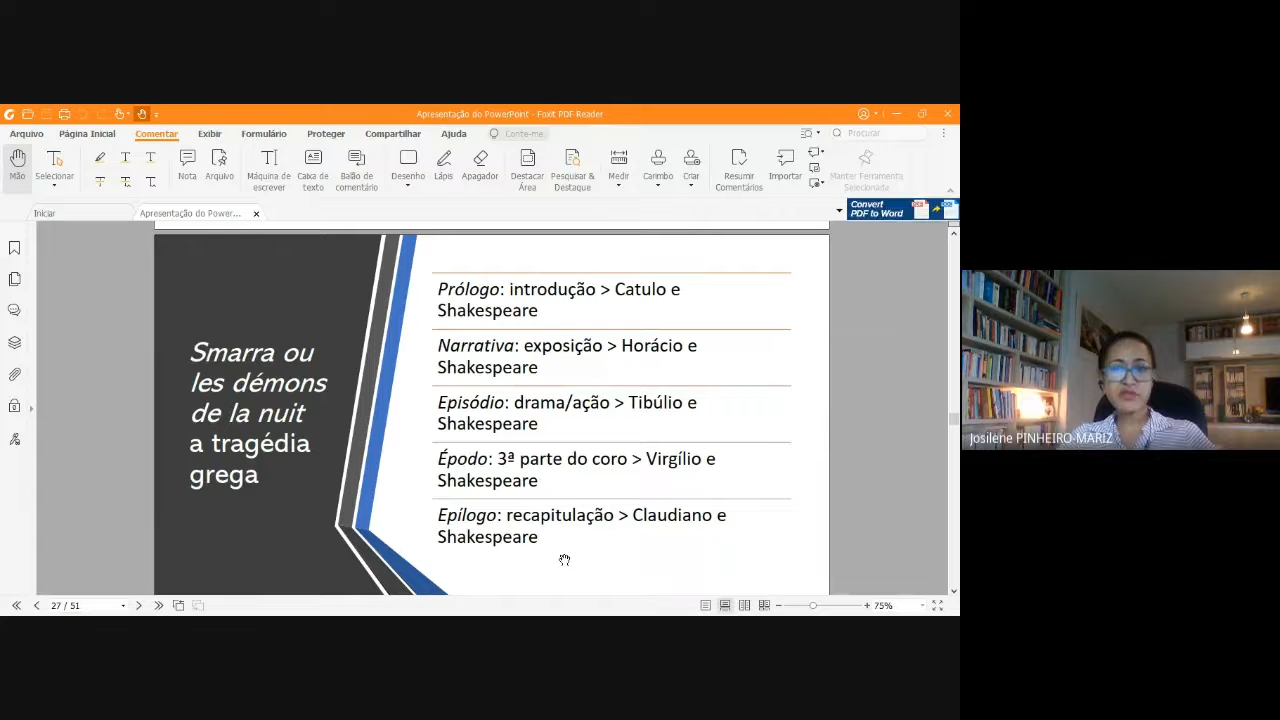 Apresentação do PowerPoint - Foxit PDF Reader
Arquivo Página Inicial Comentar Exibir Formulário Proteger Compartilhar Ajuda Conte-me Procurar
Mão Selecionar Nota Arquivo Máquina de escrever Caixa de texto Balão de comentário Desenho Lápis Apagador Destacar Área Pesquisar & Destaque Medir Carimbo Criar Resumir Comentários Importar Manter Ferramenta Selecionada
Iniciar Apresentação do Power...
Convert
PDF to Word
Smarra ou
les démons
de la nuit
a tragédia
grega
Prólogo: introdução > Catulo e
Shakespeare
Narrativa: exposição > Horácio e
Shakespeare
Episódio: drama/ação > Tibúlio e
Shakespeare
Épodo: 3ª parte do coro > Virgílio e
Shakespeare
Epílogo: recapitulação > Claudiano e
Shakespeare
27 / 51
75%
Josilene PINHEIRO-MARIZ